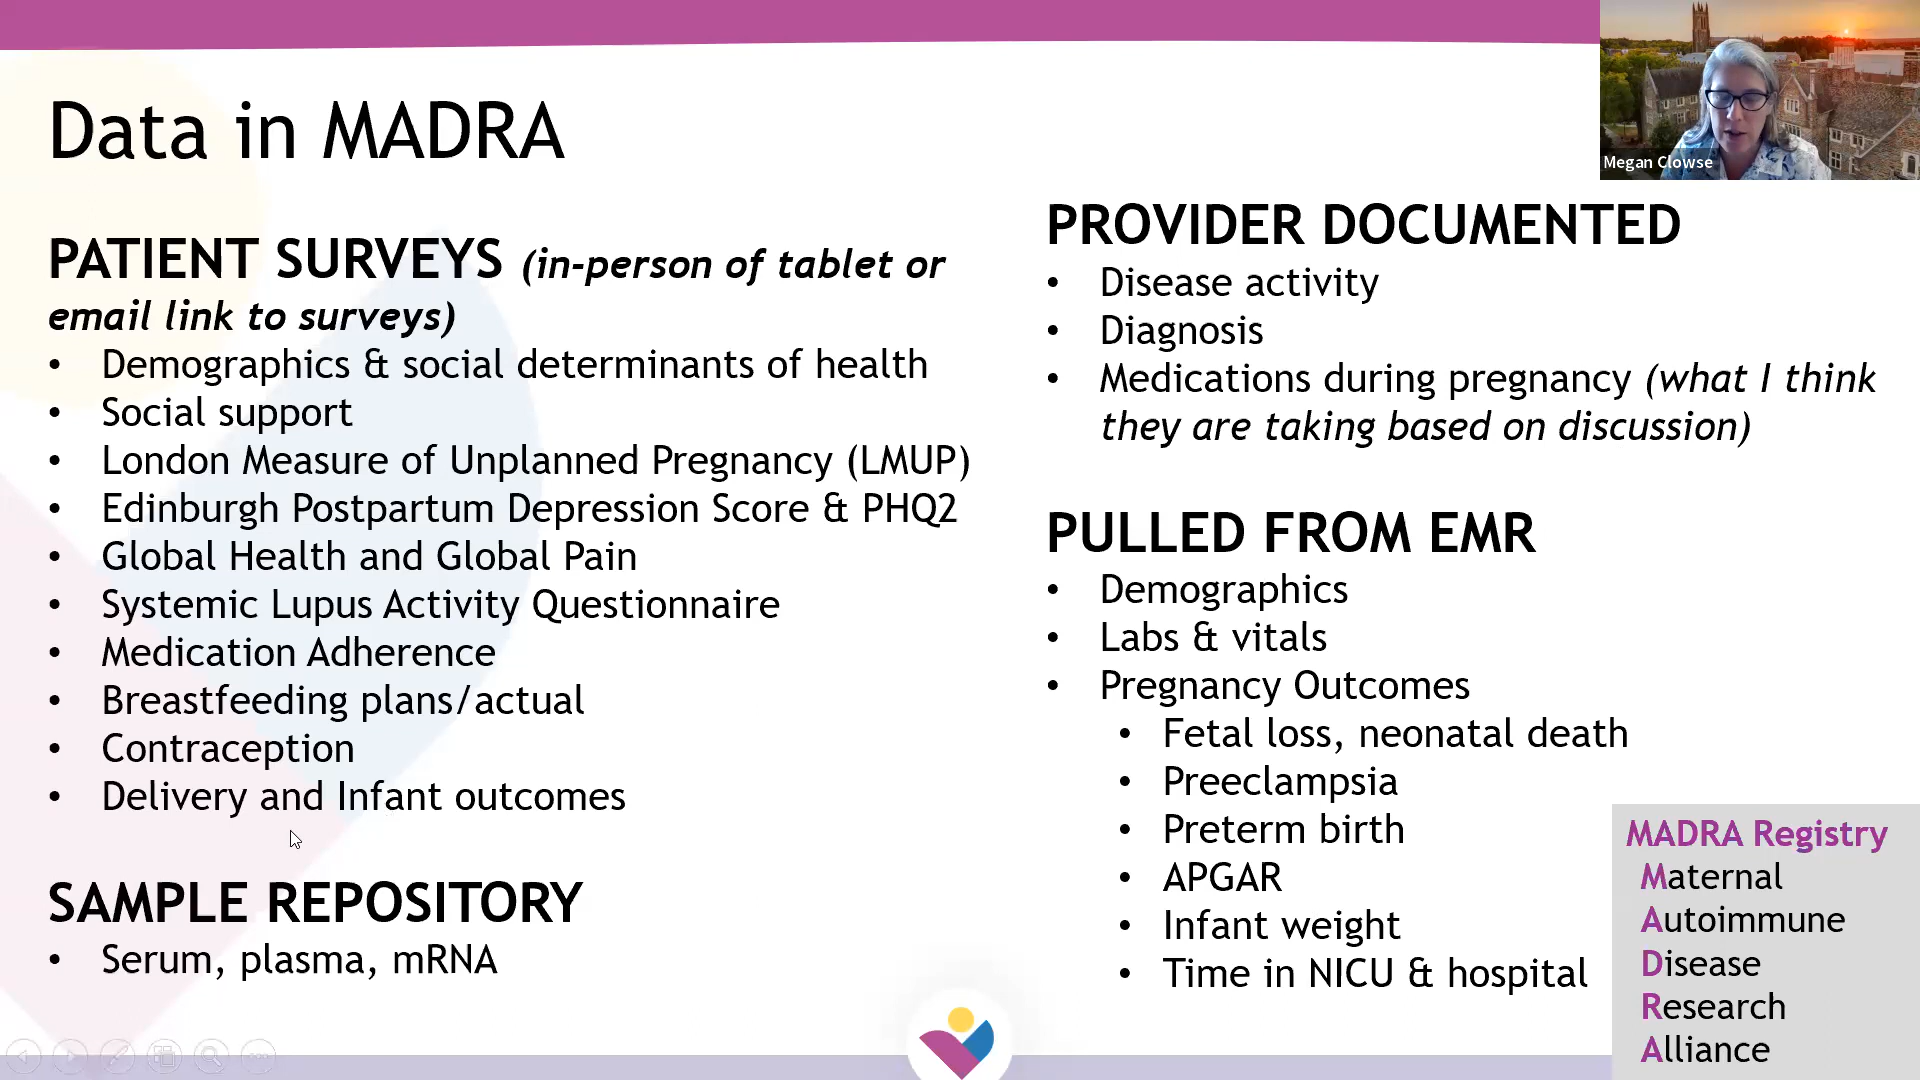 Data in MADRA
PATIENT SURVEYS (in-person of tablet or
email link to surveys)
• Demographics & social determinants of health
• Social support
• London Measure of Unplanned Pregnancy (LMUP)
• Edinburgh Postpartum Depression Score & PHQ2
• Global Health and Global Pain
• Systemic Lupus Activity Questionnaire
• Medication Adherence
• Breastfeeding plans/actual
• Contraception
• Delivery and Infant outcomes
SAMPLE REPOSITORY
• Serum, plasma, mRNA
Megan Clowse
PROVIDER DOCUMENTED
• Disease activity
• Diagnosis
• Medications during pregnancy (what I think
they are taking based on discussion)
PULLED FROM EMR
• Demographics
• Labs & vitals
• Pregnancy Outcomes
• Fetal loss, neonatal death
• Preeclampsia
• Preterm birth
• APGAR
• Infant weight
• Time in NICU & hospital
MADRA Registry
Maternal
Autoimmune
Disease
Research
Alliance